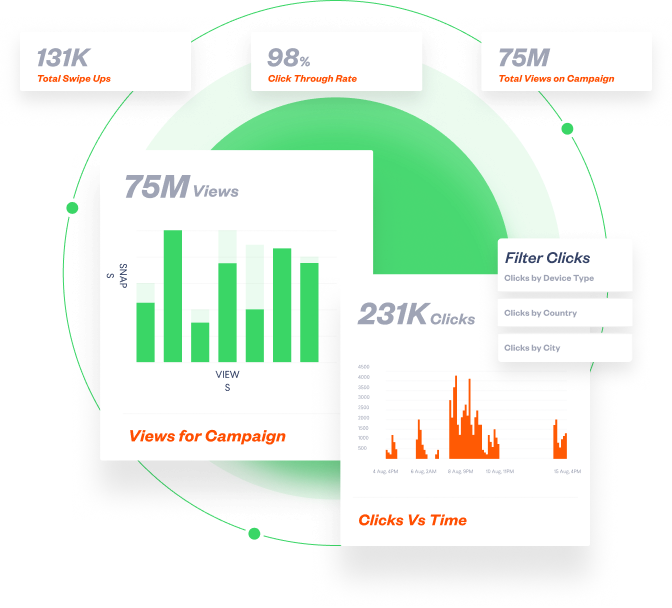 131K
Total Swipe Ups
98%
Click Through Rate
75M
Total Views on Campaign
75M Views
SNAP
S
VIEW
S
Views for Campaign
Filter Clicks
Clicks by Device Type
Clicks by Country
Clicks by City
231K Clicks
4500
4000
3500
3000
2500
2000
1500
1000
500
4 Aug, 4PM 6 Aug, 2AM 8 Aug, 9PM 10 Aug, 11PM 15 Aug, 4PM
Clicks Vs Time